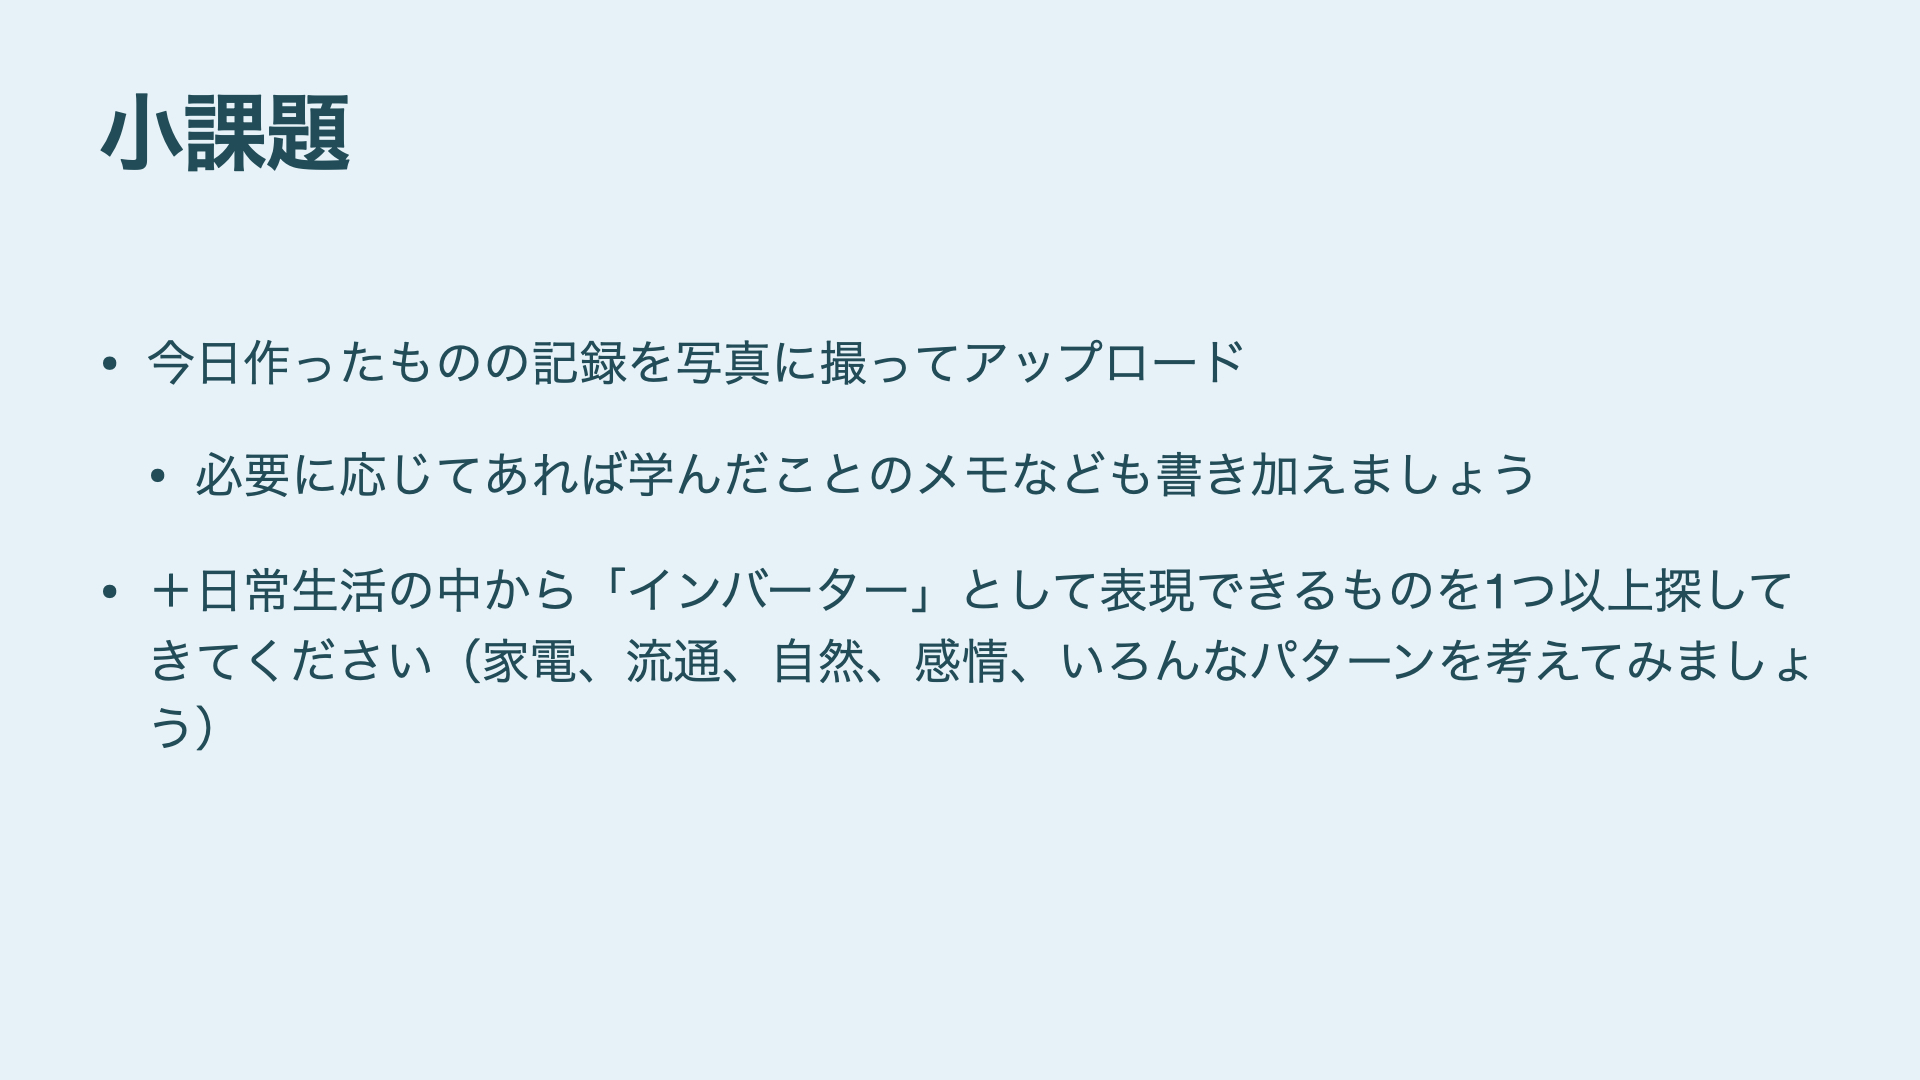 小課題
• 今日作ったものの記録を写真に撮ってアップロード
• 必要に応じてあれば学んだことのメモなども書き加えましょう
• ＋日常生活の中から「インバーター」として表現できるものを1つ以上探して
きてください（家電、流通、自然、感情、いろんなパターンを考えてみましょ
う）